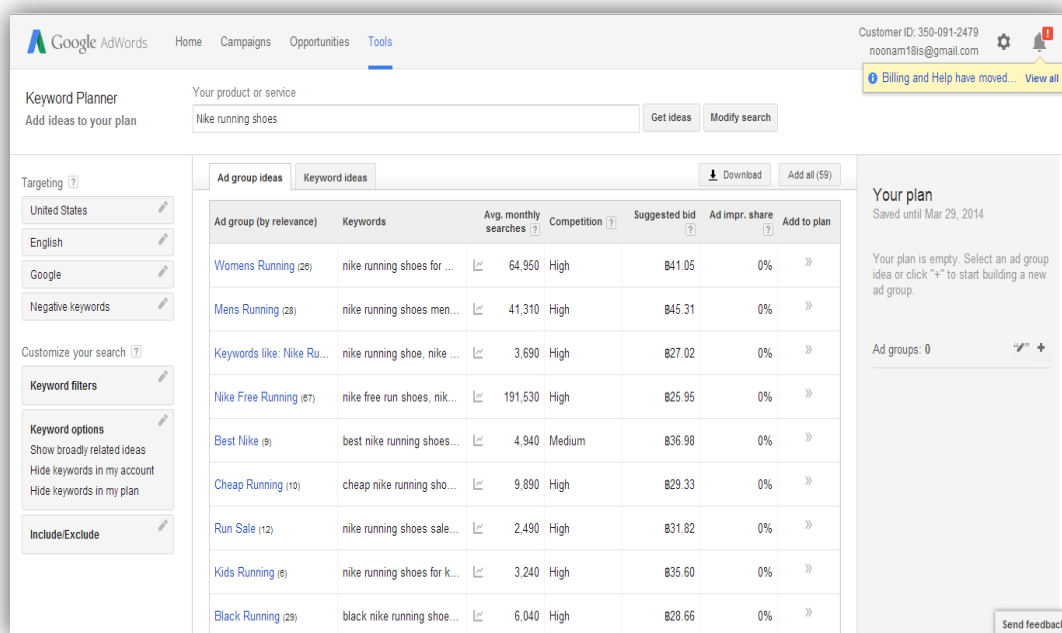 Google AdWords Home Campaigns Opportunities Tools
Customer ID: 350-091-2479
noonam18is@gmail.com
!
Billing and Help have moved... View all
Keyword Planner
Add ideas to your plan
Your product or service
Nike running shoes
Get ideas
Modify search
Targeting ?
United States
English
Google
Negative keywords
Customize your search ?
Keyword filters
Keyword options
Show broadly related ideas
Hide keywords in my account
Hide keywords in my plan
Include/Exclude
Ad group ideas Keyword ideas Download Add all (59)
Ad group (by relevance) Keywords Avg. monthly searches ? Competition ? Suggested bid ? Ad impr. share ? Add to plan
Womens Running (26) nike running shoes for ... 64,950 High ฿41.05 0% »
Mens Running (28) nike running shoes men... 41,310 High ฿45.31 0% »
Keywords like: Nike Ru... nike running shoe, nike ... 3,690 High ฿27.02 0% »
Nike Free Running (67) nike free run shoes, nik... 191,530 High ฿25.95 0% »
Best Nike (9) best nike running shoes... 4,940 Medium ฿36.98 0% »
Cheap Running (10) cheap nike running sho... 9,890 High ฿29.33 0% »
Run Sale (12) nike running shoes sale... 2,490 High ฿31.82 0% »
Kids Running (6) nike running shoes for k... 3,240 High ฿35.60 0% »
Black Running (29) black nike running shoe... 6,040 High ฿28.66 0% »
Your plan
Saved until Mar 29, 2014
Your plan is empty. Select an ad group
idea or click "+" to start building a new
ad group.
Ad groups: 0
+
Send feedback